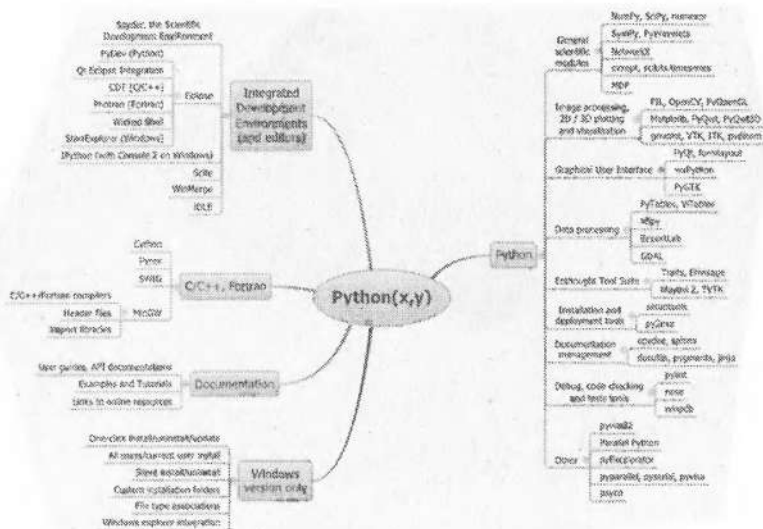 Spyder, the Scientific
Development Environment
PyDev (Python)
Qt Eclipse Integration
CDT (C/C++)
Photran (Fortran)
Wicked Shell
StartExplorer (Windows)
Eclipse
IPython (with Console 2 on Windows)
SciTe
WinMerge
IDLE
Integrated
Development
Environments
(and editors)
Cython
Pyrex
SWIG
C/C++/Fortran compilers
Header files
Import libraries
MinGW
C/C++, Fortran
User guides, API documentations
Examples and Tutorials
Links to online resources
Documentation
One-click install/uninstall/update
All users/current user install
Silent install/uninstall
Custom installation folders
File type associations
Windows explorer integration
Windows
version only
Python(x,y)
Python
General
scientific
modules
NumPy, SciPy, numexpr
SymPy, PyWavelets
NetworkX
cvxopt, scikits.timeseries
MDP
Image processing,
2D / 3D plotting
and visualisation
PIL, OpenCV, PyOpenGL
Matplotlib, PyQwt, PyQwt3D
gnuplot, VTK, ITK, pydicom
Graphical User Interface
PyQt, formlayout
wxPython
PyGTK
Data processing
PyTables, ViTables
h5py
ReportLab
GDAL
Enthought Tool Suite
Traits, Envisage
Mayavi 2, TVTK
Installation and
deployment tools
setuptools
py2exe
Documentation
management
epydoc, sphinx
docutils, pygments, jinja
Debug, code checking
and tests tools
pylint
nose
winpdb
Other
pywin32
Parallel Python
pyExcelerator
pyparallel, pyserial, pyvisa
psyco